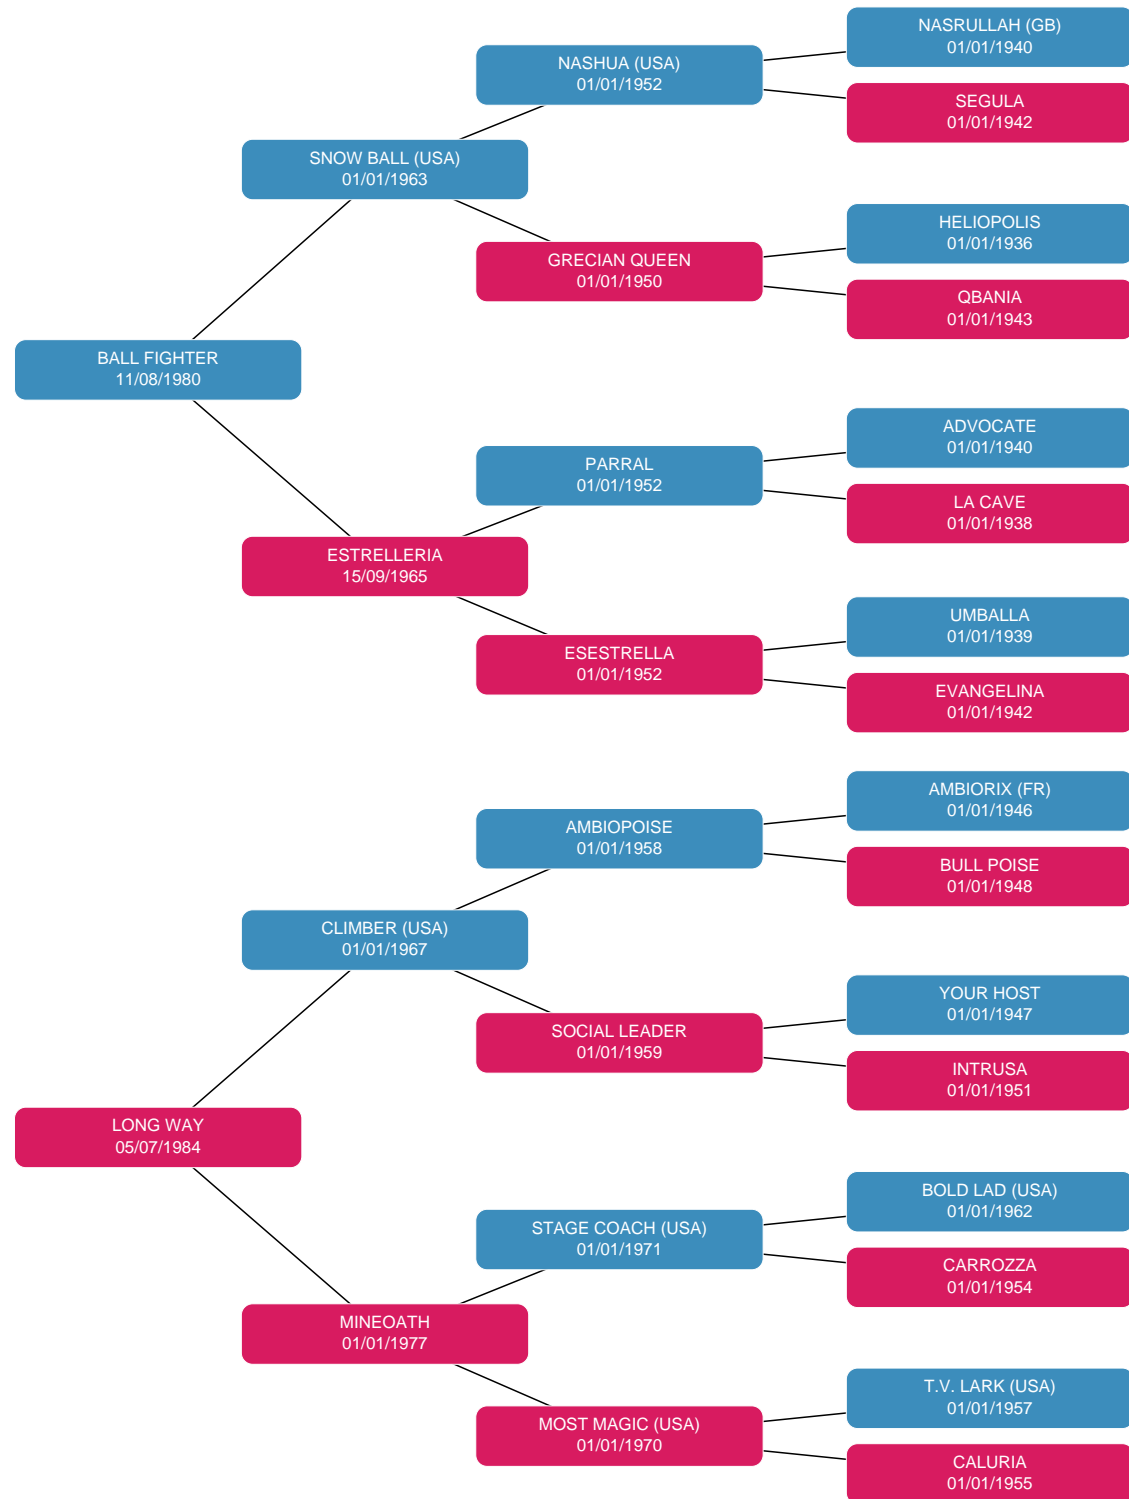 NASRULLAH (GB)
01/01/1940
NASHUA (USA)
01/01/1952
SEGULA
01/01/1942
SNOW BALL (USA)
01/01/1963
HELIOPOLIS
01/01/1936
GRECIAN QUEEN
01/01/1950
QBANIA
01/01/1943
BALL FIGHTER
11/08/1980
ADVOCATE
01/01/1940
PARRAL
01/01/1952
LA CAVE
01/01/1938
ESTRELLERIA
15/09/1965
UMBALLA
01/01/1939
ESESTRELLA
01/01/1952
EVANGELINA
01/01/1942
AMBIORIX (FR)
01/01/1946
AMBIOPOISE
01/01/1958
BULL POISE
01/01/1948
CLIMBER (USA)
01/01/1967
YOUR HOST
01/01/1947
SOCIAL LEADER
01/01/1959
INTRUSA
01/01/1951
LONG WAY
05/07/1984
BOLD LAD (USA)
01/01/1962
STAGE COACH (USA)
01/01/1971
CARROZZA
01/01/1954
MINEOATH
01/01/1977
T.V. LARK (USA)
01/01/1957
MOST MAGIC (USA)
01/01/1970
CALURIA
01/01/1955